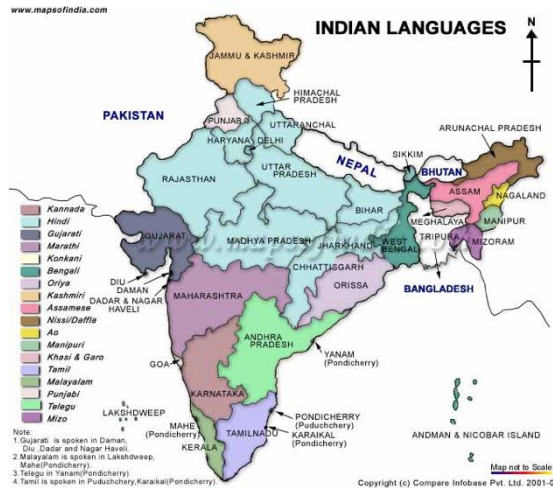 www.mapsofindia.com
INDIAN LANGUAGES
N
JAMMU & KASHMIR
HIMACHAL
PRADESH
PAKISTAN
PUNJAB
UTTARANCHAL
HARYANA
DELHI
ARUNACHAL PRADESH
NEPAL
SIKKIM
BHUTAN
RAJASTHAN
UTTAR
PRADESH
ASSAM
NAGALAND
BIHAR
MEGHALAYA
MANIPUR
GUJARAT
MADHYA PRADESH
JHARKHAND
WEST
BENGAL
TRIPURA
MIZORAM
CHHATTISGARH
DIU
DAMAN
DADAR & NAGAR
HAVELI
ORISSA
BANGLADESH
MAHARASHTRA
ANDHRA
PRADESH
YANAM
(Pondicherry)
GOA
KARNATAKA
LAKSHDWEEP
MAHE
(Pondicherry)
PONDICHERRY
(Puduchery)
KARAIKAL
(Pondicherry)
KERALA
TAMILNADU
ANDMAN & NICOBAR ISLAND
Kannada
Hindi
Gujarati
Marathi
Konkani
Bengali
Oriya
Kashmiri
Assamese
Nissi/Daffla
Ao
Manipuri
Khasi & Garo
Tamil
Malayalam
Punjabi
Telegu
Mizo
Note:
1.Gujarati is spoken in Daman,
Diu ,Dadar and Nagar Haveli.
2.Malayalam is spoken in Lakshdweep,
Mahe(Pondicherry).
3.Telegu in Yanam(Pondicherry)
4.Tamil is spoken in Puduchchery,Karaikal(Pondicherry).
Map not to Scale
Copyright (c) Compare Infobase Pvt. Ltd. 2001-0